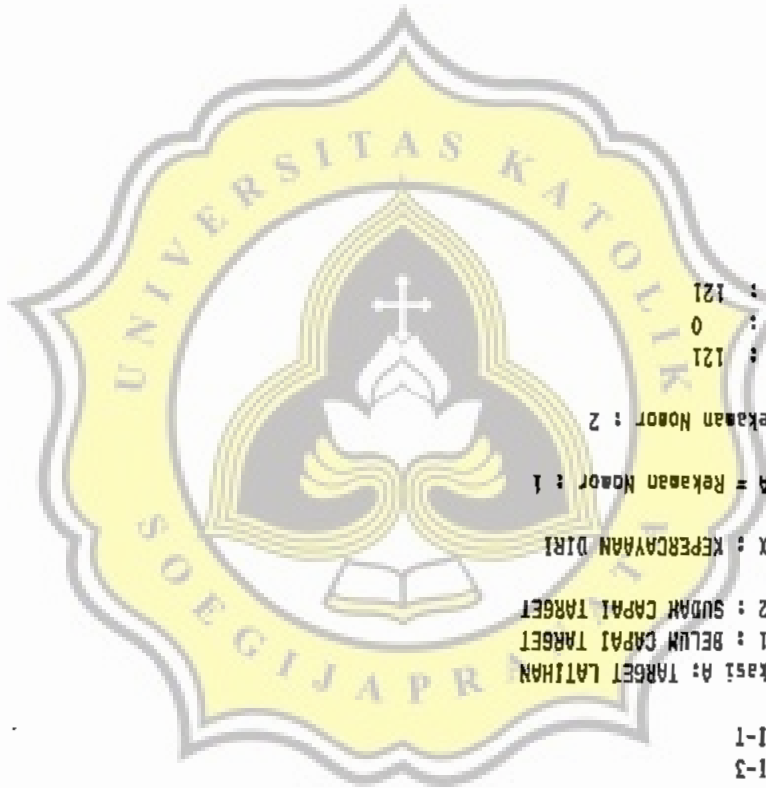 UNIVERSITAS KATOLIK
SOEGIJAPRANATA
1-3
I-1
kasi A: TARGET LATIHAN
1 : BELUM CAPAI TARGET
2 : SUDAH CAPAI TARGET
X : KEPERCAYAAN DIRI
A = Rekaman Nomor : 1
ekaman Nomor : 2
: 121
: 0
: 121